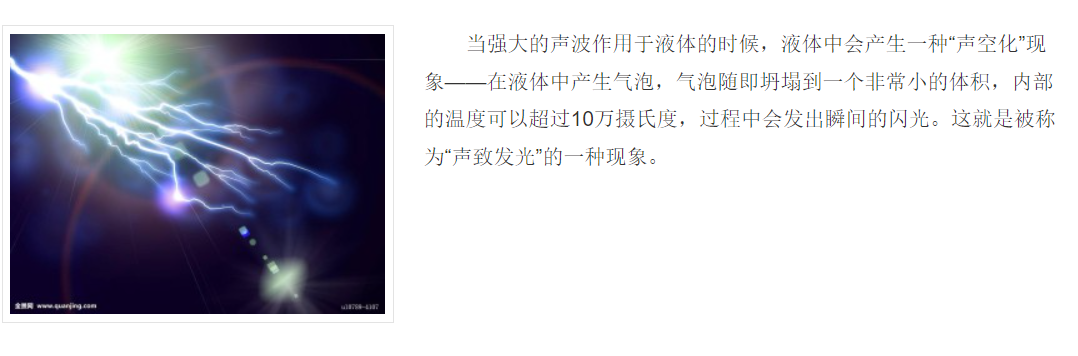 当强大的声波作用于液体的时候，液体中会产生一种“声空化”现
象——在液体中产生气泡，气泡随即坍塌到一个非常小的体积，内部
的温度可以超过10万摄氏度，过程中会发出瞬间的闪光。这就是被称
为“声致发光”的一种现象。
全景网 www.quanjing.com